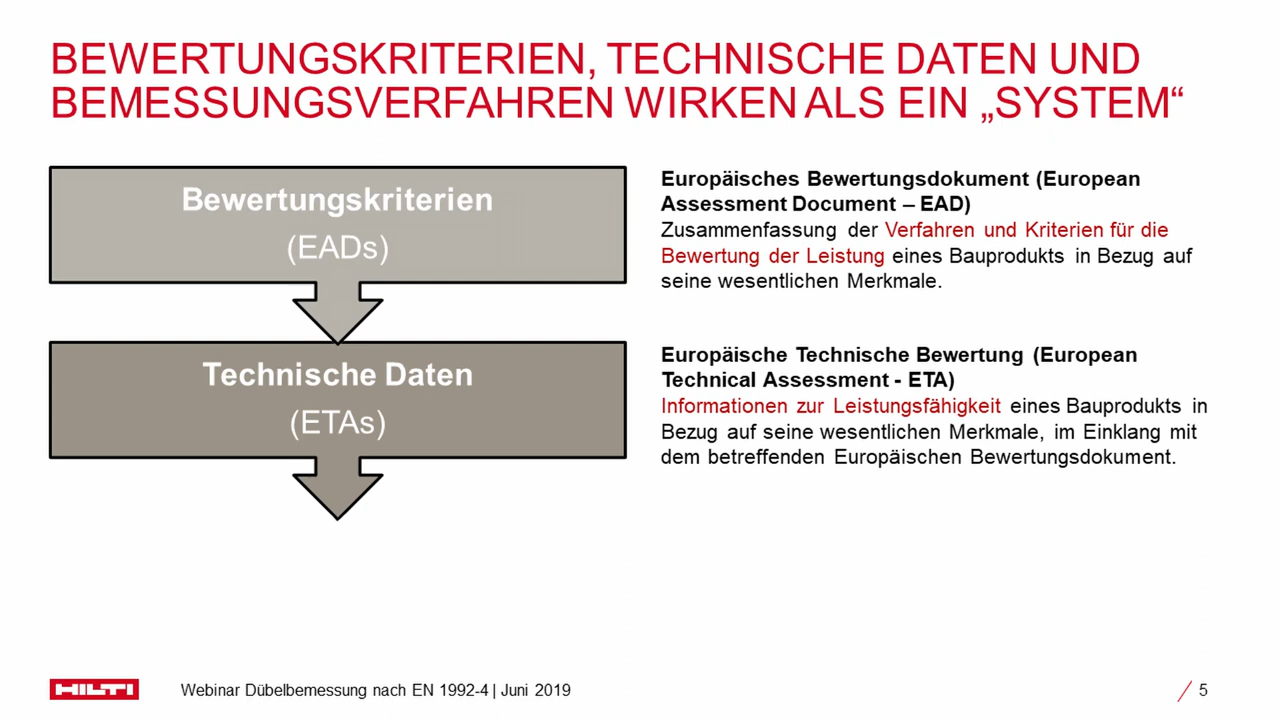 BEWERTUNGSKRITERIEN, TECHNISCHE DATEN UND
BEMESSUNGSVERFAHREN WIRKEN ALS EIN „SYSTEM“
Bewertungskriterien
(EADs)
Europäisches Bewertungsdokument (European
Assessment Document – EAD)
Zusammenfassung der Verfahren und Kriterien für die
Bewertung der Leistung eines Bauprodukts in Bezug auf
seine wesentlichen Merkmale.
Technische Daten
(ETAs)
Europäische Technische Bewertung (European
Technical Assessment - ETA)
Informationen zur Leistungsfähigkeit eines Bauprodukts in
Bezug auf seine wesentlichen Merkmale, im Einklang mit
dem betreffenden Europäischen Bewertungsdokument.
HILTI
Webinar Dübelbemessung nach EN 1992-4 | Juni 2019
5